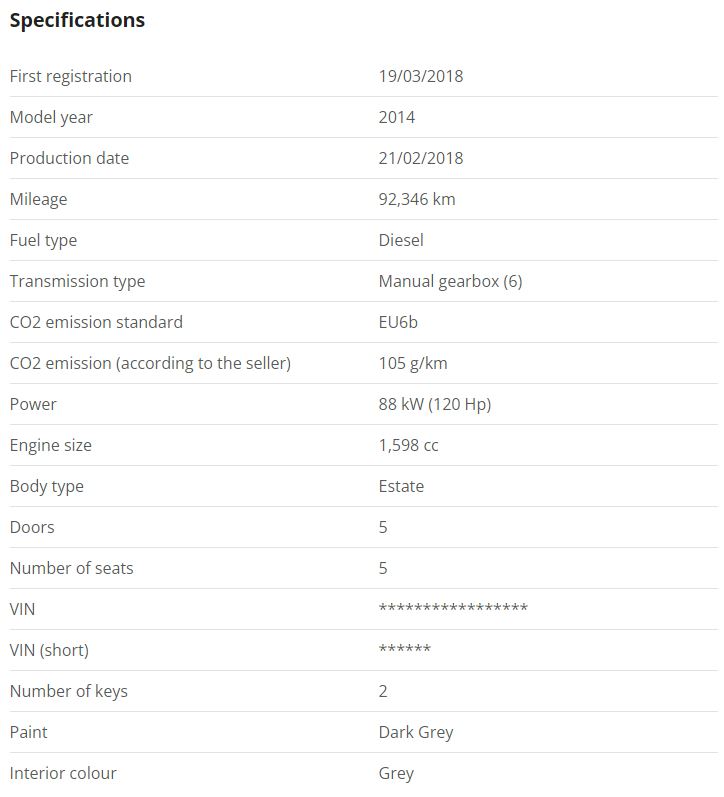 Specifications
First registration 19/03/2018
Model year 2014
Production date 21/02/2018
Mileage 92,346 km
Fuel type Diesel
Transmission type Manual gearbox (6)
CO2 emission standard EU6b
CO2 emission (according to the seller) 105 g/km
Power 88 kW (120 Hp)
Engine size 1,598 cc
Body type Estate
Doors 5
Number of seats 5
VIN *****************
VIN (short) ******
Number of keys 2
Paint Dark Grey
Interior colour Grey